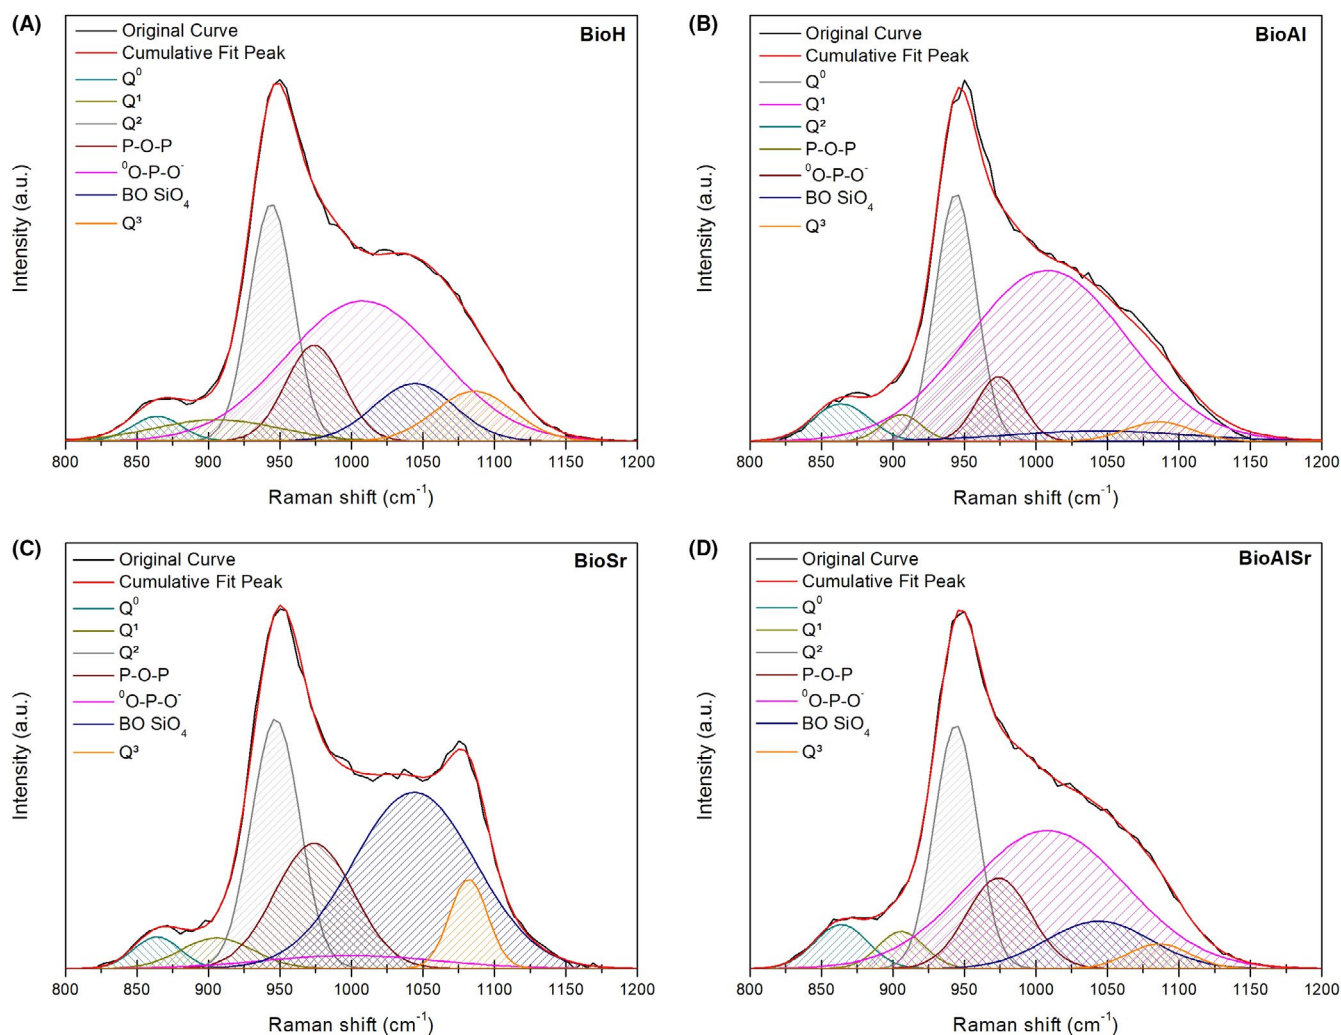 (A)
BioH
Original Curve
Cumulative Fit Peak
Q⁰
Q¹
Q²
P-O-P
⁰O-P-O⁻
BO SiO₄
Q³
Intensity (a.u.)
800 850 900 950 1000 1050 1100 1150 1200
Raman shift (cm⁻¹)
(B)
BioAl
Original Curve
Cumulative Fit Peak
Q⁰
Q¹
Q²
P-O-P
⁰O-P-O⁻
BO SiO₄
Q³
Intensity (a.u.)
800 850 900 950 1000 1050 1100 1150 1200
Raman shift (cm⁻¹)
(C)
BioSr
Original Curve
Cumulative Fit Peak
Q⁰
Q¹
Q²
P-O-P
⁰O-P-O⁻
BO SiO₄
Q³
Intensity (a.u.)
800 850 900 950 1000 1050 1100 1150 1200
Raman shift (cm⁻¹)
(D)
BioAlSr
Original Curve
Cumulative Fit Peak
Q⁰
Q¹
Q²
P-O-P
⁰O-P-O⁻
BO SiO₄
Q³
Intensity (a.u.)
800 850 900 950 1000 1050 1100 1150 1200
Raman shift (cm⁻¹)